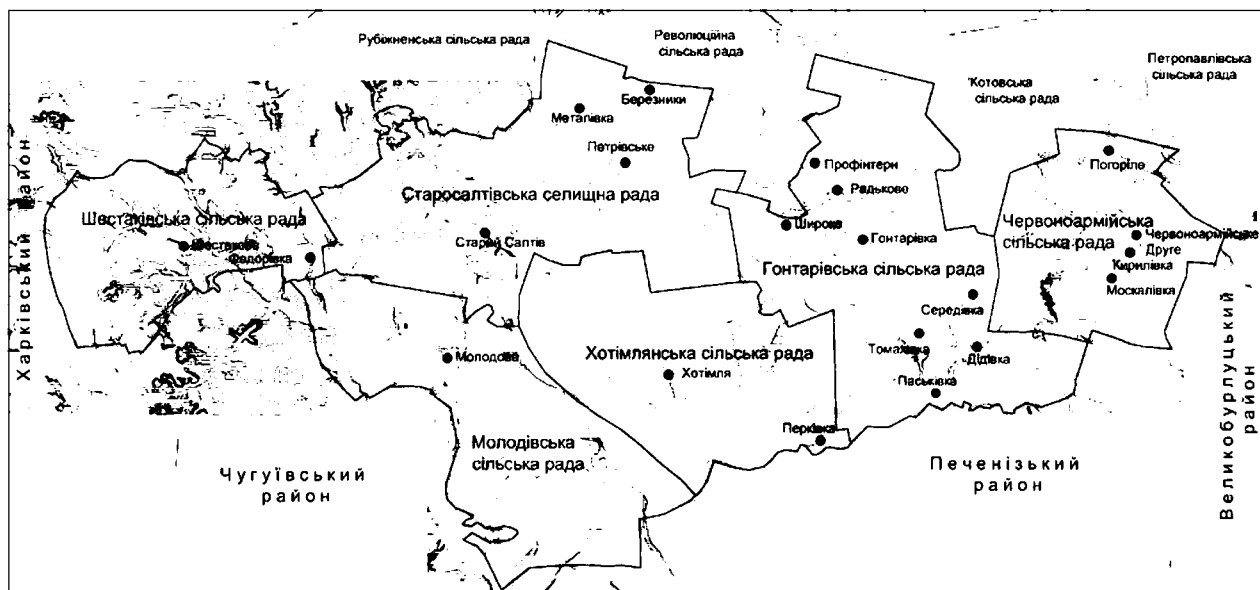 Рубіжненська сільська рада
Революційна
сільська рада
Петропавлівська
сільська рада
Котовська
сільська рада
Березники
Металівка
Петрівське
Профінтерн
Погоріле
Радькове
Харківський район
Старосалтівська селищна рада
Шестаківська сільська рада
Шестакове
Федорівка
Старий Салтів
Широке
Гонтарівка
Червоноармійська
сільська рада
Червоноармійське
Друге
Кирилівка
Москалівка
Гонтарівська сільська рада
Середівка
Великобурлуцький
район
Молодова
Хотімлянська сільська рада
Хотімля
Томахівка
Дідівка
Паськівка
Перківка
Молодівська
сільська рада
Чугуївський
район
Печенізький
район